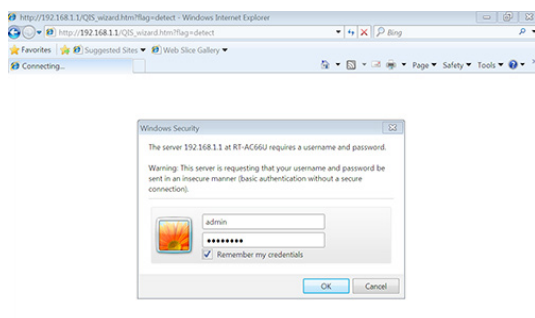 http://192.168.1.1/QIS_wizard.htm?flag=detect - Windows Internet Explorer
http://192.168.1.1/QIS_wizard.htm?flag=detect
Bing
Favorites Suggested Sites Web Slice Gallery
Connecting... Page Safety Tools
Windows Security
The server 192.168.1.1 at RT-AC66U requires a username and password.
Warning: This server is requesting that your username and password be
sent in an insecure manner (basic authentication without a secure
connection).
admin
••••••••
Remember my credentials
OK Cancel